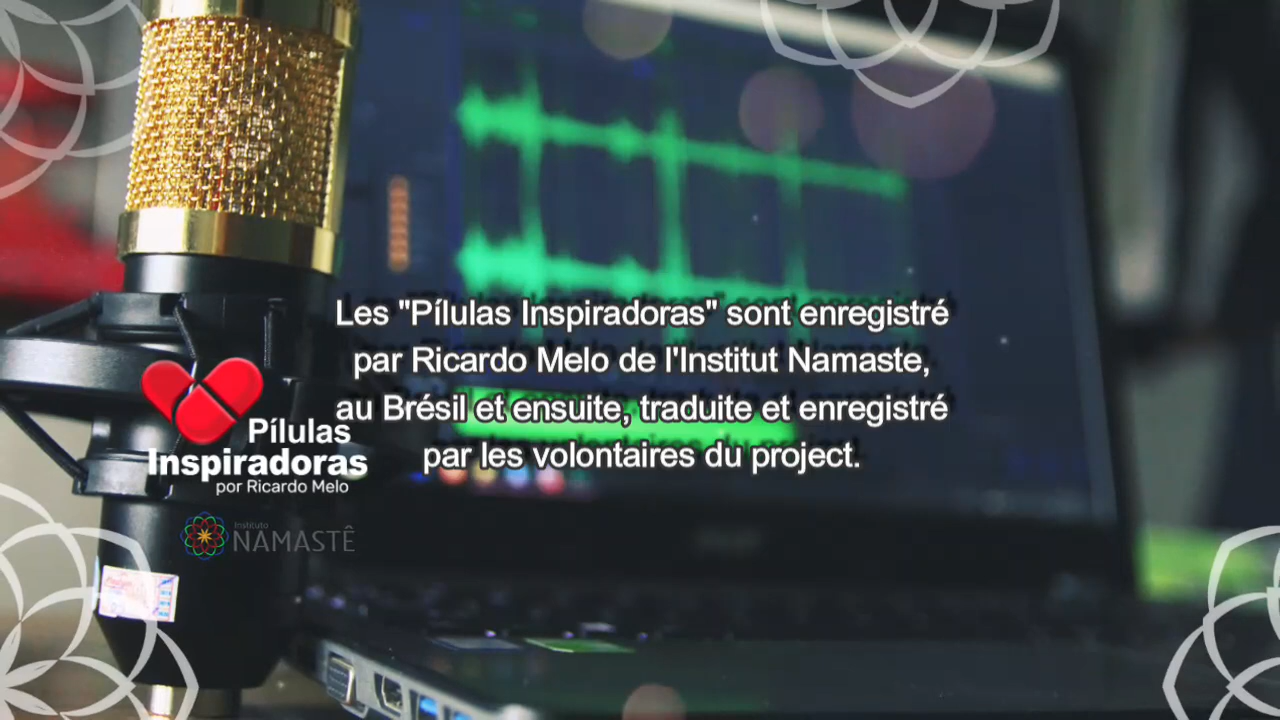 Les "Pílulas Inspiradoras" sont enregistré
par Ricardo Melo de l'Institut Namaste,
au Brésil et ensuite, traduite et enregistré
par les volontaires du project.
Pílulas
Inspiradoras
por Ricardo Melo
Instituto
NAMASTÊ